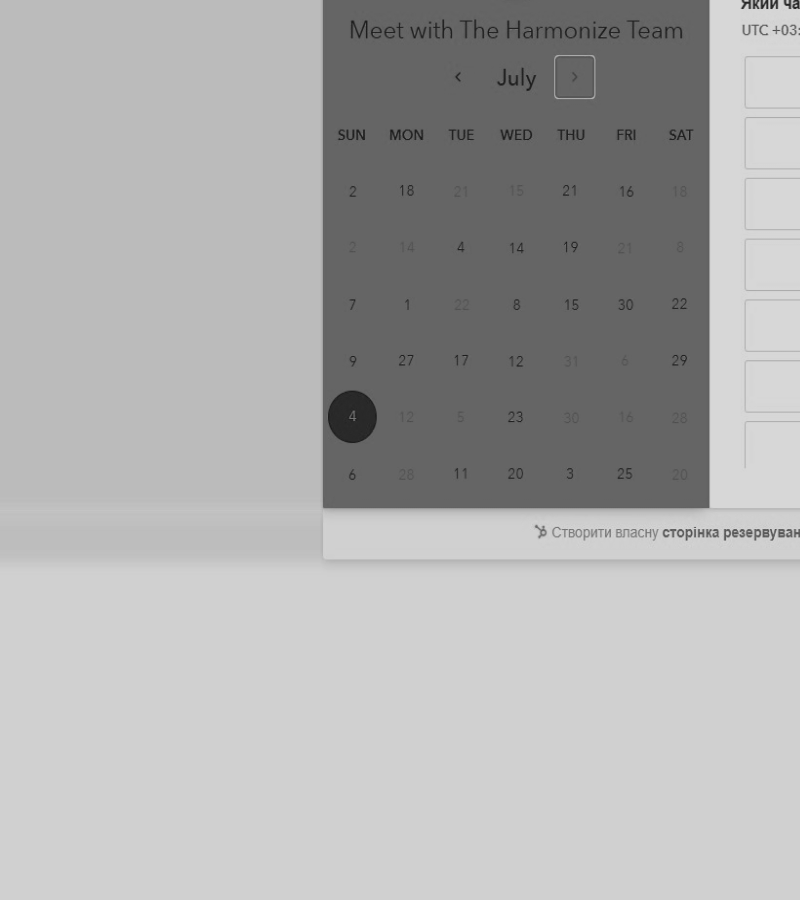 Який ча
Meet with The Harmonize Team
UTC +03:
July
SUN MON TUE WED THU FRI SAT
2 18 21 15 21 16 18
2 14 4 14 19 21 8
7 1 22 8 15 30 22
9 27 17 12 31 6 29
4 12 5 23 30 16 28
6 28 11 20 3 25 20
Створити власну сторінка резервуван